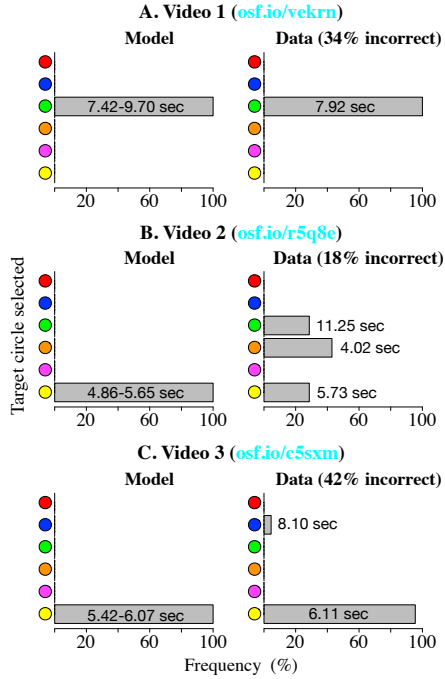 A. Video 1 (osf.io/vekrn)
Model
Data (34% incorrect)
7.42-9.70 sec
7.92 sec
20 60 100
20 60 100
B. Video 2 (osf.io/r5q8e)
Model
Data (18% incorrect)
11.25 sec
4.02 sec
4.86-5.65 sec
5.73 sec
20 60 100
20 60 100
C. Video 3 (osf.io/c5sxm)
Model
Data (42% incorrect)
8.10 sec
5.42-6.07 sec
6.11 sec
20 60 100
20 60 100
Target circle selected
Frequency (%)